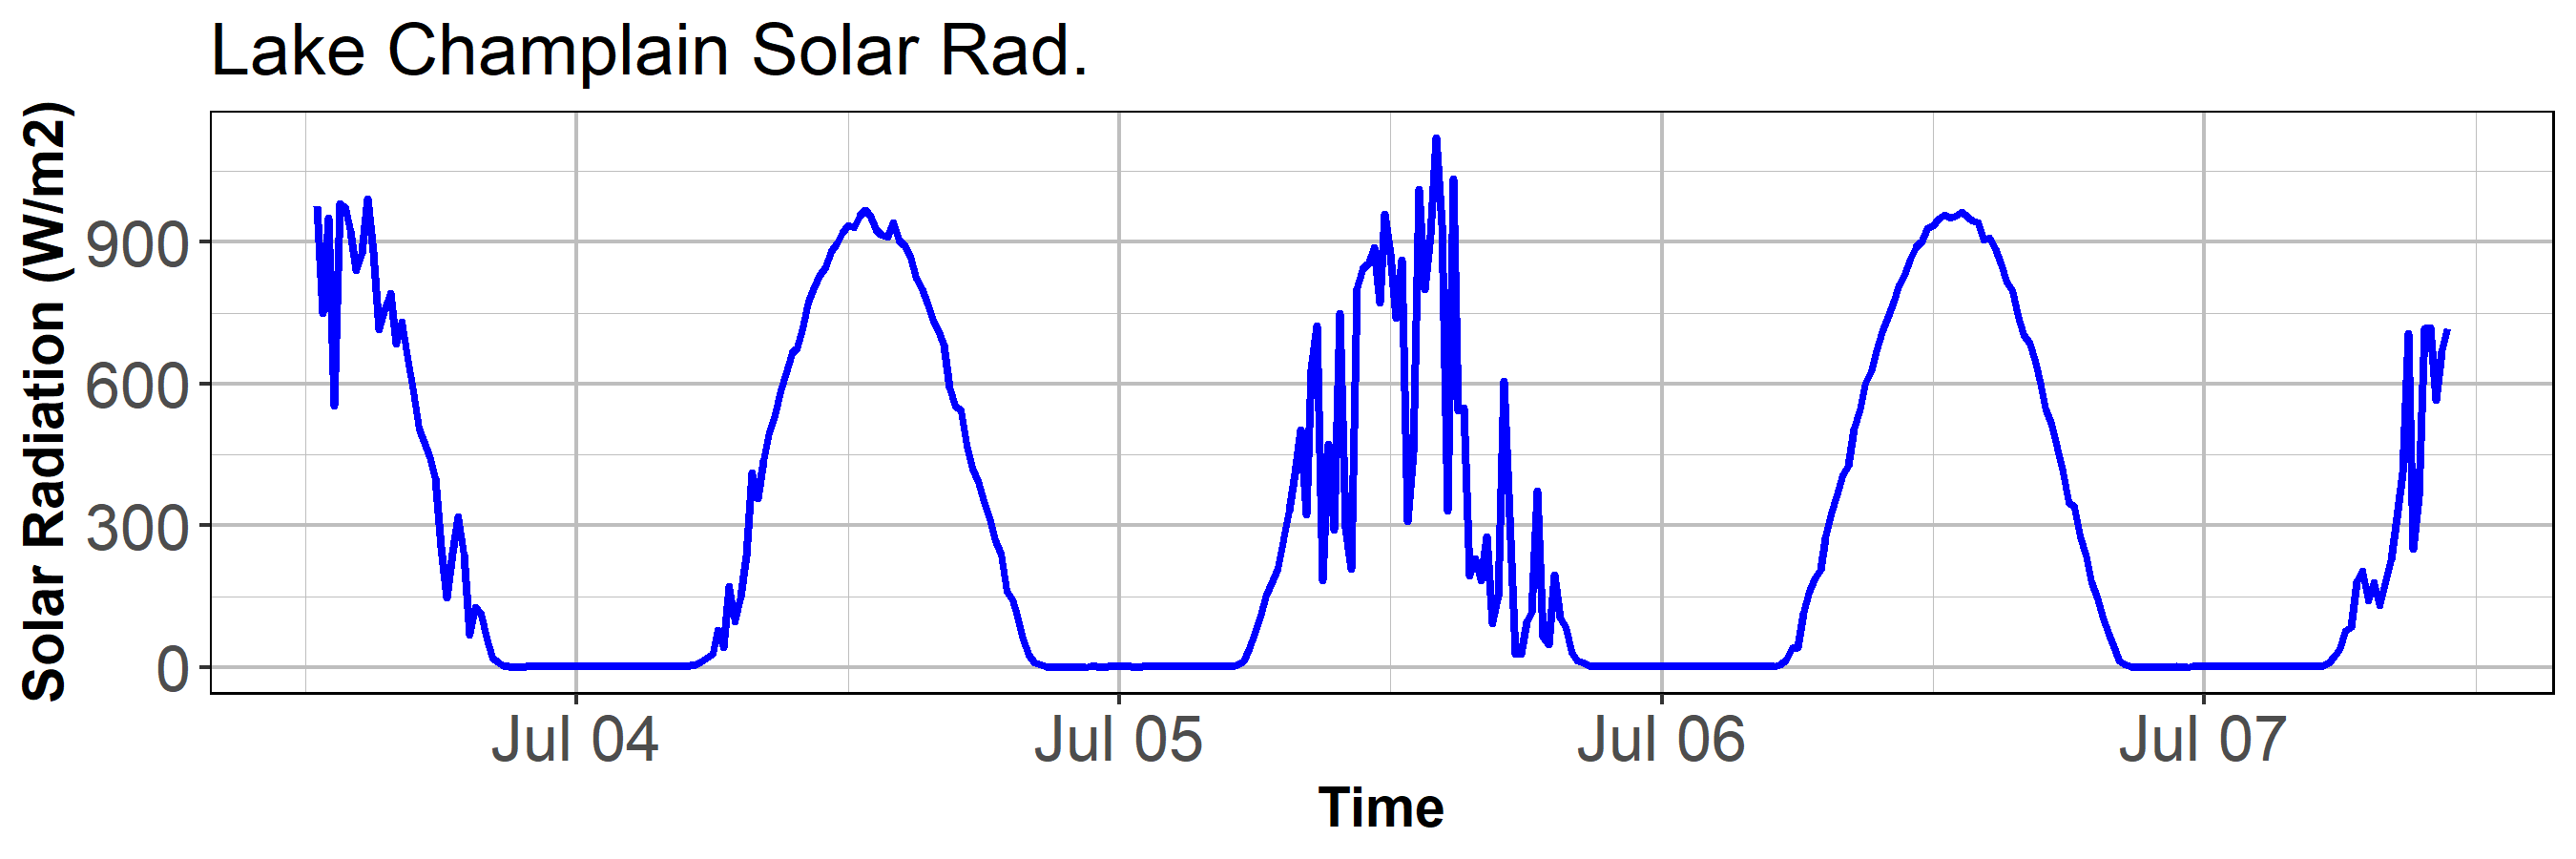 Lake Champlain Solar Rad.
Solar Radiation (W/m2)
900
600
300
0
Jul 04 Jul 05 Jul 06 Jul 07
Time